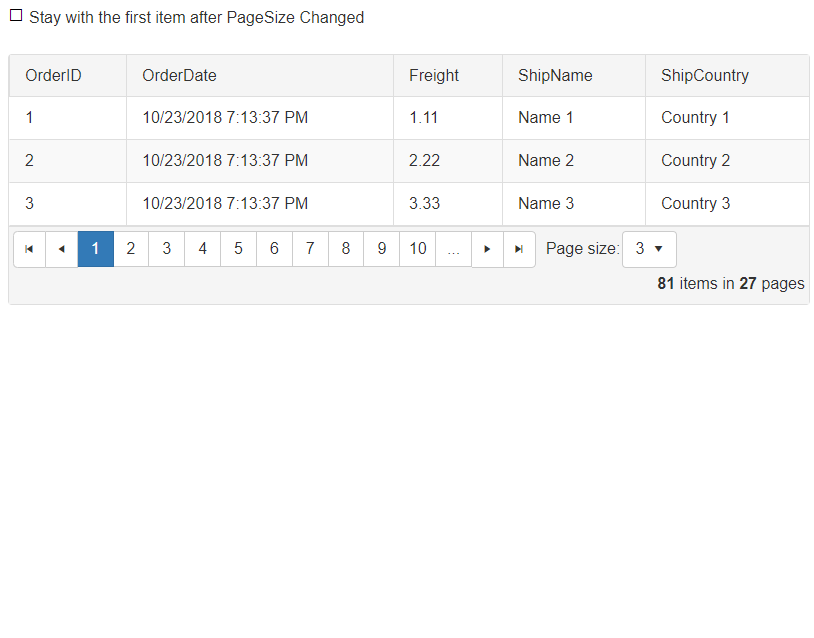 Stay with the first item after PageSize Changed
OrderID OrderDate Freight ShipName ShipCountry
1 10/23/2018 7:13:37 PM 1.11 Name 1 Country 1
2 10/23/2018 7:13:37 PM 2.22 Name 2 Country 2
3 10/23/2018 7:13:37 PM 3.33 Name 3 Country 3
1 2 3 4 5 6 7 8 9 10 ... Page size: 3
81 items in 27 pages